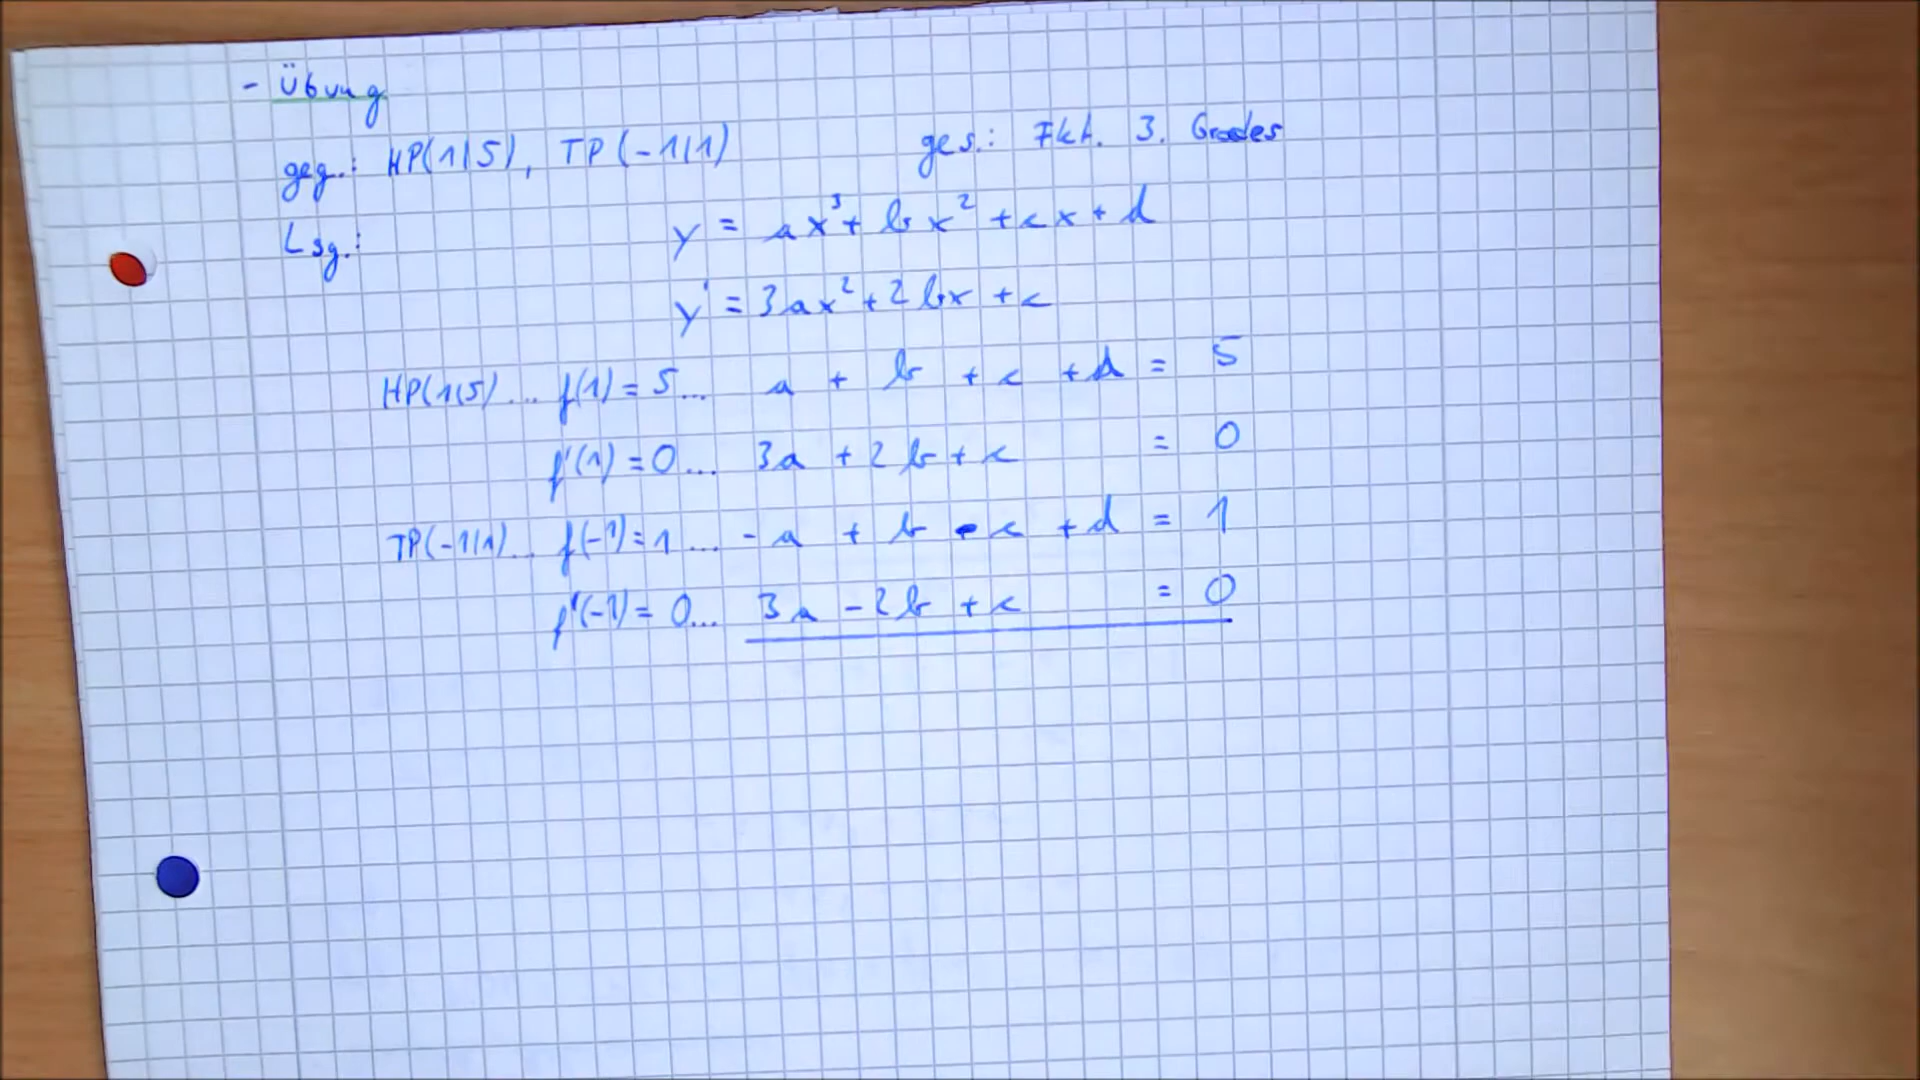 - Übung
geg.: HP(1|5), TP(-1|1) ges.: Fkt. 3. Grades
Lsg.: y = ax³ + bx² + cx + d
y' = 3ax² + 2bx + c
HP(1|5)... f(1) = 5... a + b + c + d = 5
f'(1) = 0... 3a + 2b + c = 0
TP(-1|1)... f(-1) = 1... - a + b - c + d = 1
f'(-1) = 0... 3a - 2b + c = 0